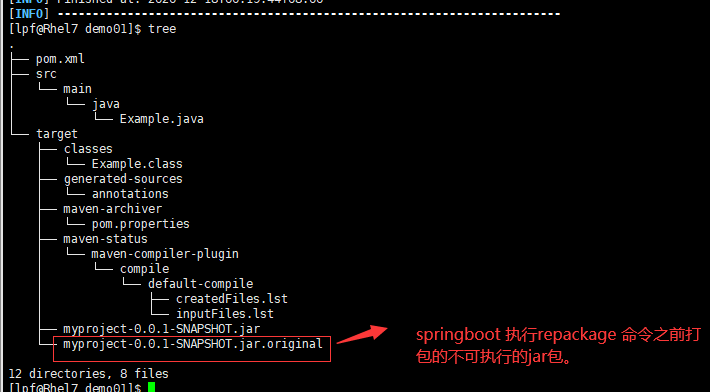 [INFO] ------------------------------------------------------------------------
[lpf@Rhel7 demo01]$ tree
.
├── pom.xml
├── src
│   └── main
│       └── java
│           └── Example.java
└── target
    ├── classes
    │   └── Example.class
    ├── generated-sources
    │   └── annotations
    ├── maven-archiver
    │   └── pom.properties
    ├── maven-status
    │   └── maven-compiler-plugin
    │       └── compile
    │           └── default-compile
    │               ├── createdFiles.lst
    │               └── inputFiles.lst
    ├── myproject-0.0.1-SNAPSHOT.jar
    └── myproject-0.0.1-SNAPSHOT.jar.original
springboot 执行repackage 命令之前打
包的不可执行的jar包。
12 directories, 8 files
[lpf@Rhel7 demo01]$